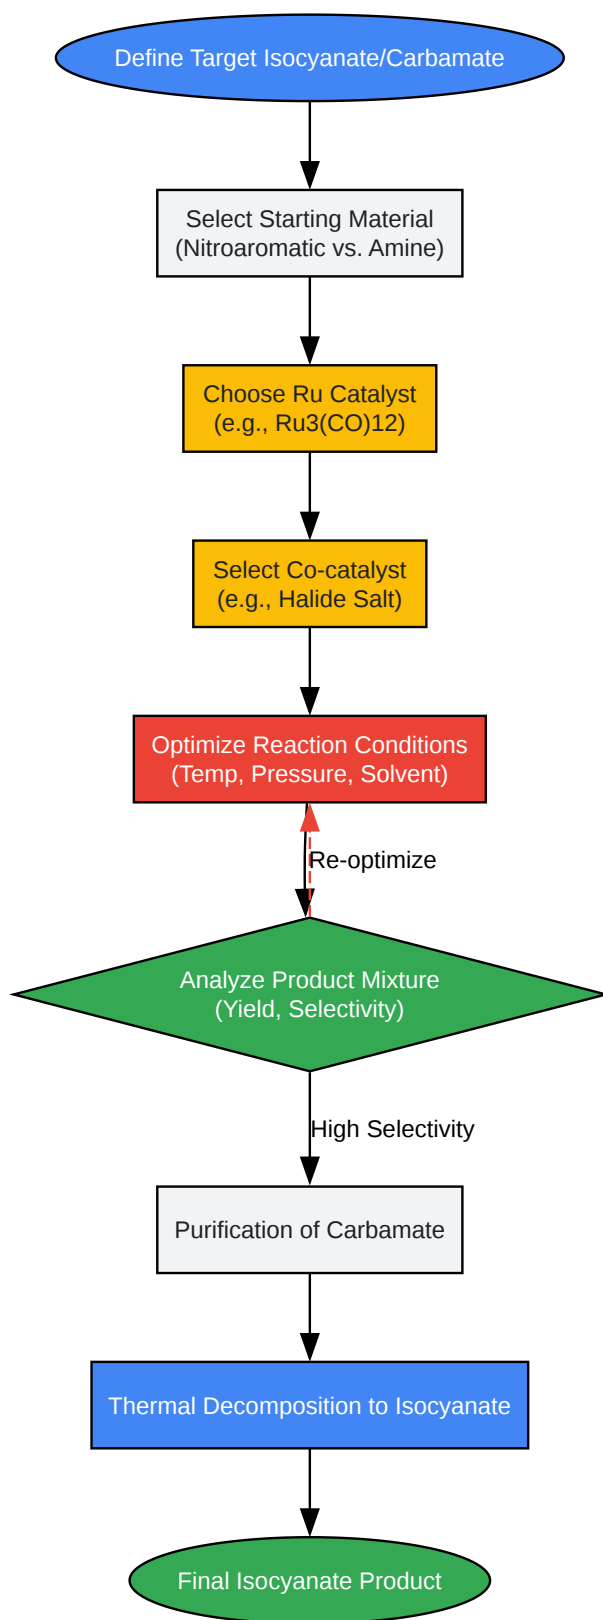 Define Target Isocyanate/Carbamate
Select Starting Material
(Nitroaromatic vs. Amine)
Choose Ru Catalyst
(e.g., Ru3(CO)12)
Select Co-catalyst
(e.g., Halide Salt)
Optimize Reaction Conditions
(Temp, Pressure, Solvent)
Re-optimize
Analyze Product Mixture
(Yield, Selectivity)
High Selectivity
Purification of Carbamate
Thermal Decomposition to Isocyanate
Final Isocyanate Product